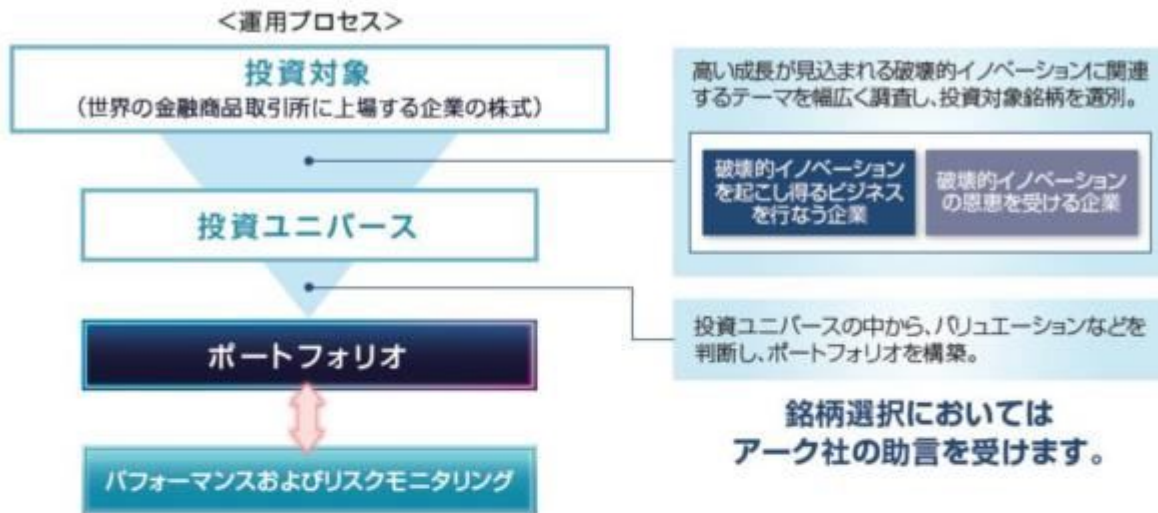 ＜運用プロセス＞
投資対象
（世界の金融商品取引所に上場する企業の株式）
投資ユニバース
ポートフォリオ
パフォーマンスおよびリスクモニタリング
高い成長が見込まれる破壊的イノベーションに関連
するテーマを幅広く調査し、投資対象銘柄を選別。
破壊的イノベーション
を起こし得るビジネス
を行なう企業
破壊的イノベーション
の恩恵を受ける企業
投資ユニバースの中から、バリュエーションなどを
判断し、ポートフォリオを構築。
銘柄選択においては
アーク社の助言を受けます。